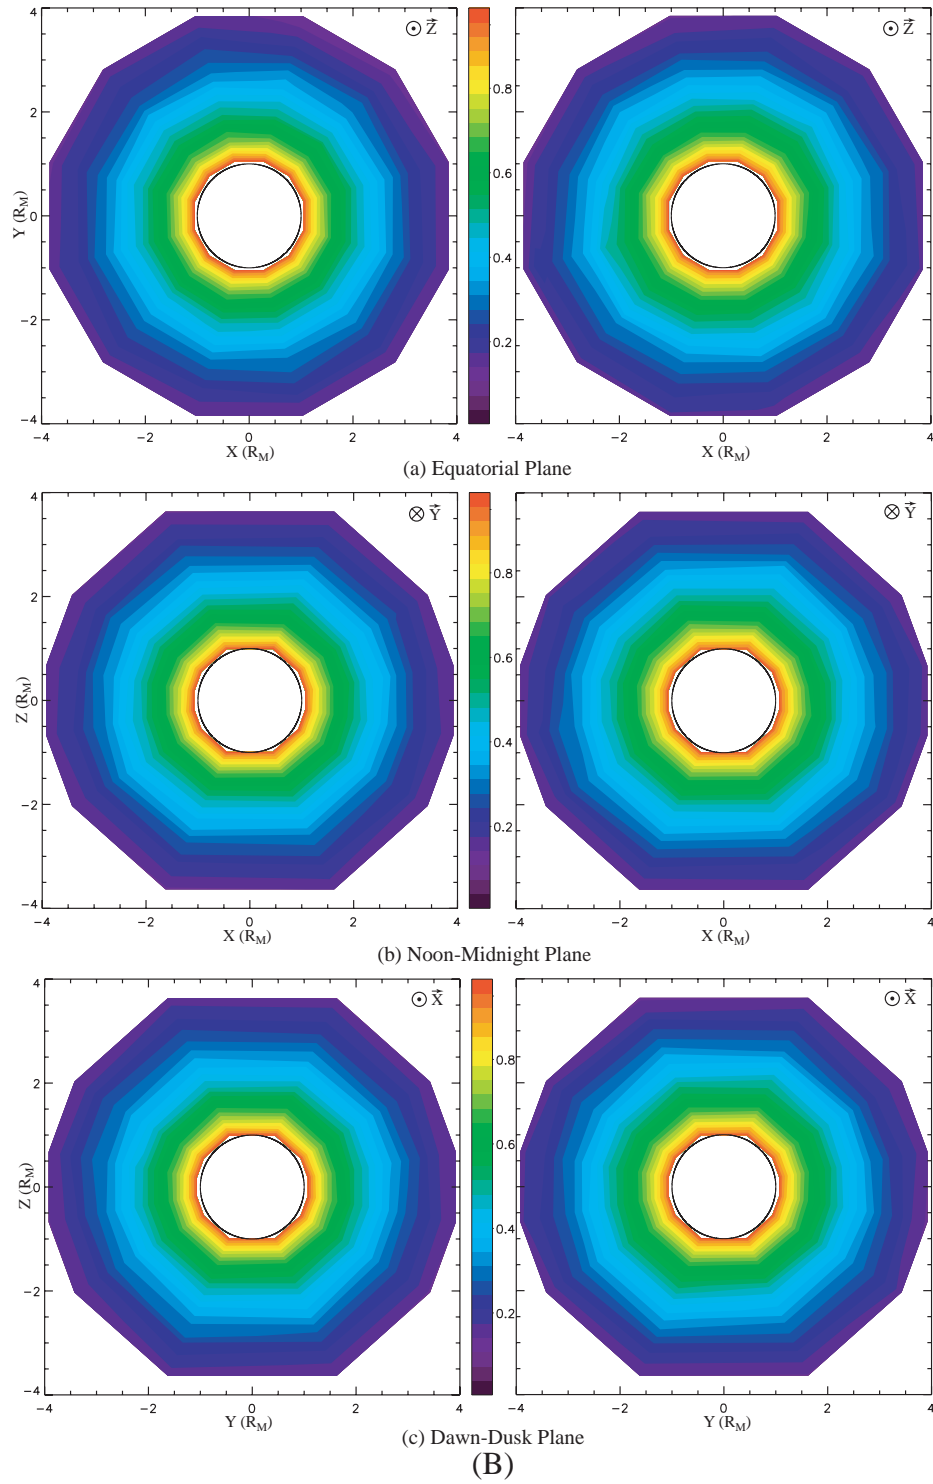 4
2
0
−2
−4
Y (R_M)
⊙ Z
0.8
0.6
0.4
0.2
⊙ Z
−4 −2 0 2 4
−4 −2 0 2 4
X (R_M) X (R_M)
(a) Equatorial Plane
4
2
0
−2
−4
Z (R_M)
⊗ Y
0.8
0.6
0.4
0.2
⊗ Y
−4 −2 0 2 4
−4 −2 0 2 4
X (R_M) X (R_M)
(b) Noon-Midnight Plane
4
2
0
−2
−4
Z (R_M)
⊙ X
0.8
0.6
0.4
0.2
⊙ X
−4 −2 0 2 4
−4 −2 0 2 4
Y (R_M) Y (R_M)
(c) Dawn-Dusk Plane
(B)